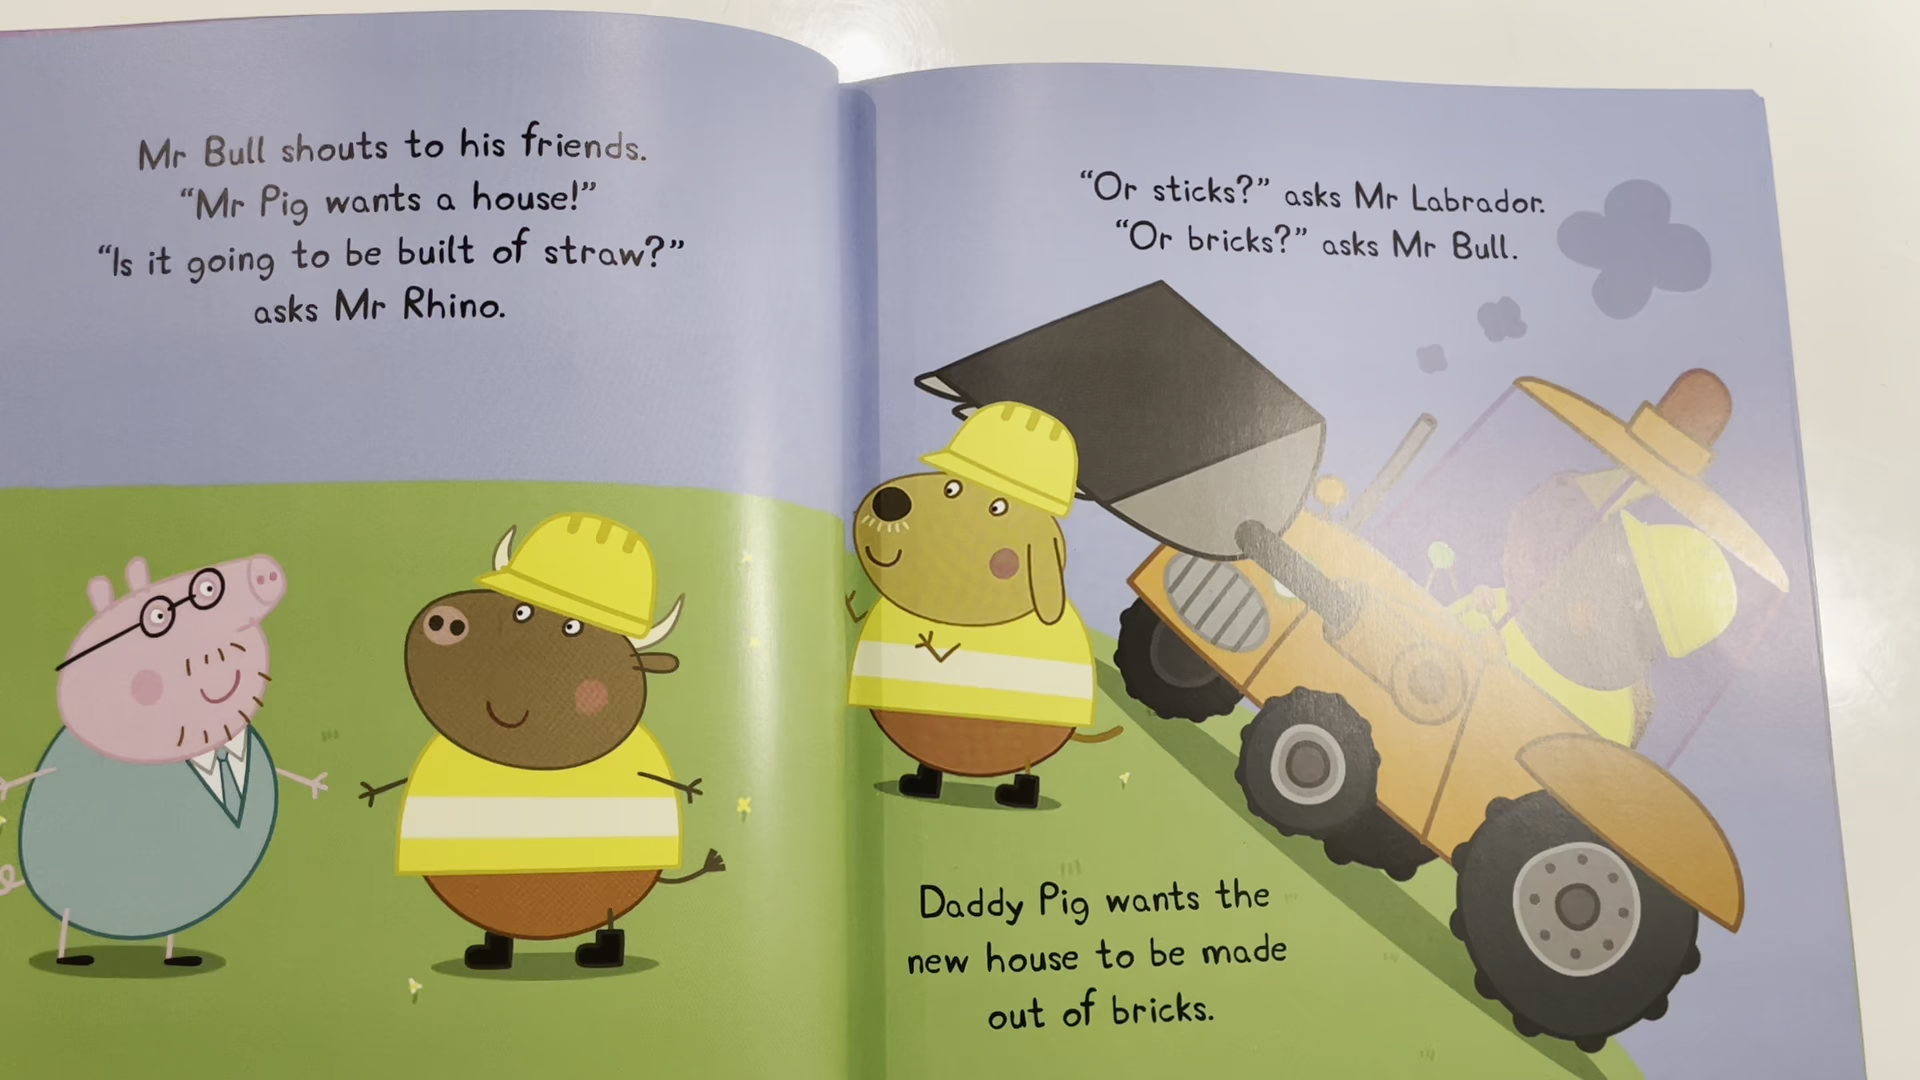 Mr Bull shouts to his friends.
“Mr Pig wants a house!”
“Is it going to be built of straw?”
asks Mr Rhino.
“Or sticks?” asks Mr Labrador.
“Or bricks?” asks Mr Bull.
Daddy Pig wants the
new house to be made
out of bricks.